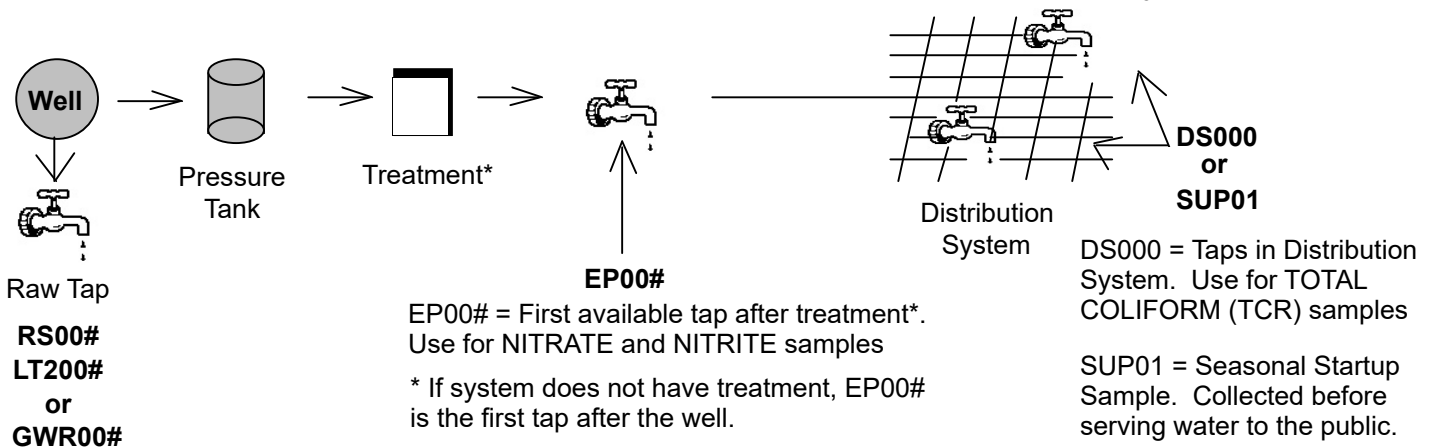 Well
Pressure
Tank
Treatment*
Raw Tap
RS00#
LT200#
or
GWR00#
EP00#
EP00# = First available tap after treatment*.
Use for NITRATE and NITRITE samples
* If system does not have treatment, EP00#
is the first tap after the well.
Distribution
System
DS000
or
SUP01
DS000 = Taps in Distribution
System. Use for TOTAL
COLIFORM (TCR) samples
SUP01 = Seasonal Startup
Sample. Collected before
serving water to the public.